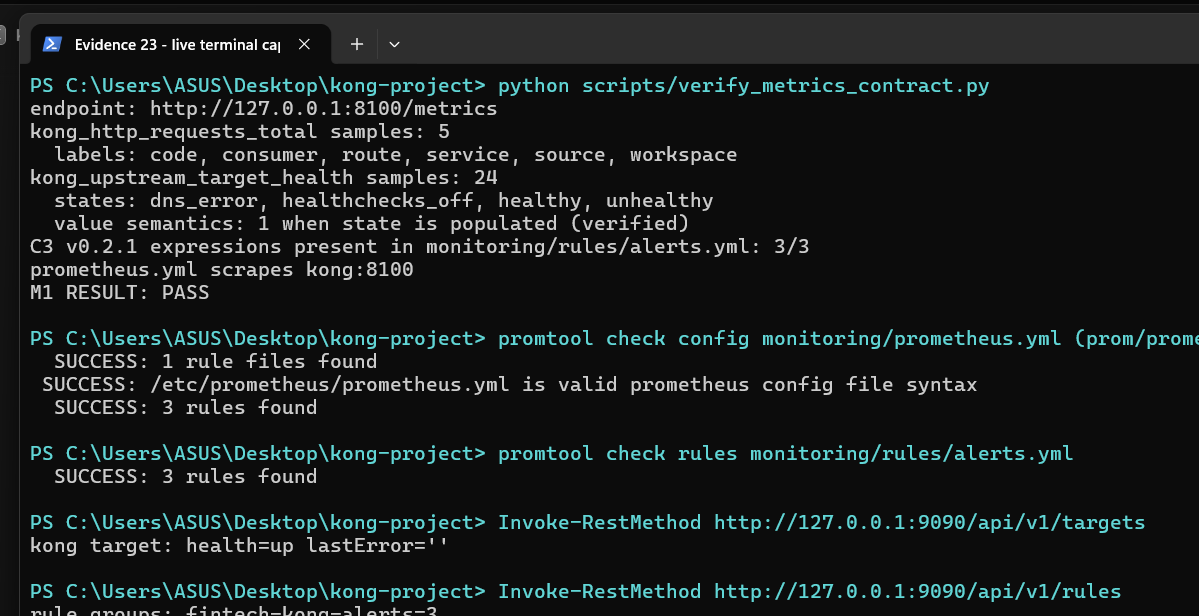 Evidence 23 - live terminal ca
PS C:\Users\ASUS\Desktop\kong-project> python scripts/verify_metrics_contract.py
endpoint: http://127.0.0.1:8100/metrics
kong_http_requests_total samples: 5
  labels: code, consumer, route, service, source, workspace
kong_upstream_target_health samples: 24
  states: dns_error, healthchecks_off, healthy, unhealthy
  value semantics: 1 when state is populated (verified)
C3 v0.2.1 expressions present in monitoring/rules/alerts.yml: 3/3
prometheus.yml scrapes kong:8100
M1 RESULT: PASS
PS C:\Users\ASUS\Desktop\kong-project> promtool check config monitoring/prometheus.yml (prom/prome
  SUCCESS: 1 rule files found
 SUCCESS: /etc/prometheus/prometheus.yml is valid prometheus config file syntax
  SUCCESS: 3 rules found
PS C:\Users\ASUS\Desktop\kong-project> promtool check rules monitoring/rules/alerts.yml
  SUCCESS: 3 rules found
PS C:\Users\ASUS\Desktop\kong-project> Invoke-RestMethod http://127.0.0.1:9090/api/v1/targets
kong target: health=up lastError=''
PS C:\Users\ASUS\Desktop\kong-project> Invoke-RestMethod http://127.0.0.1:9090/api/v1/rules
rule groups: fintech-kong-alerts=3